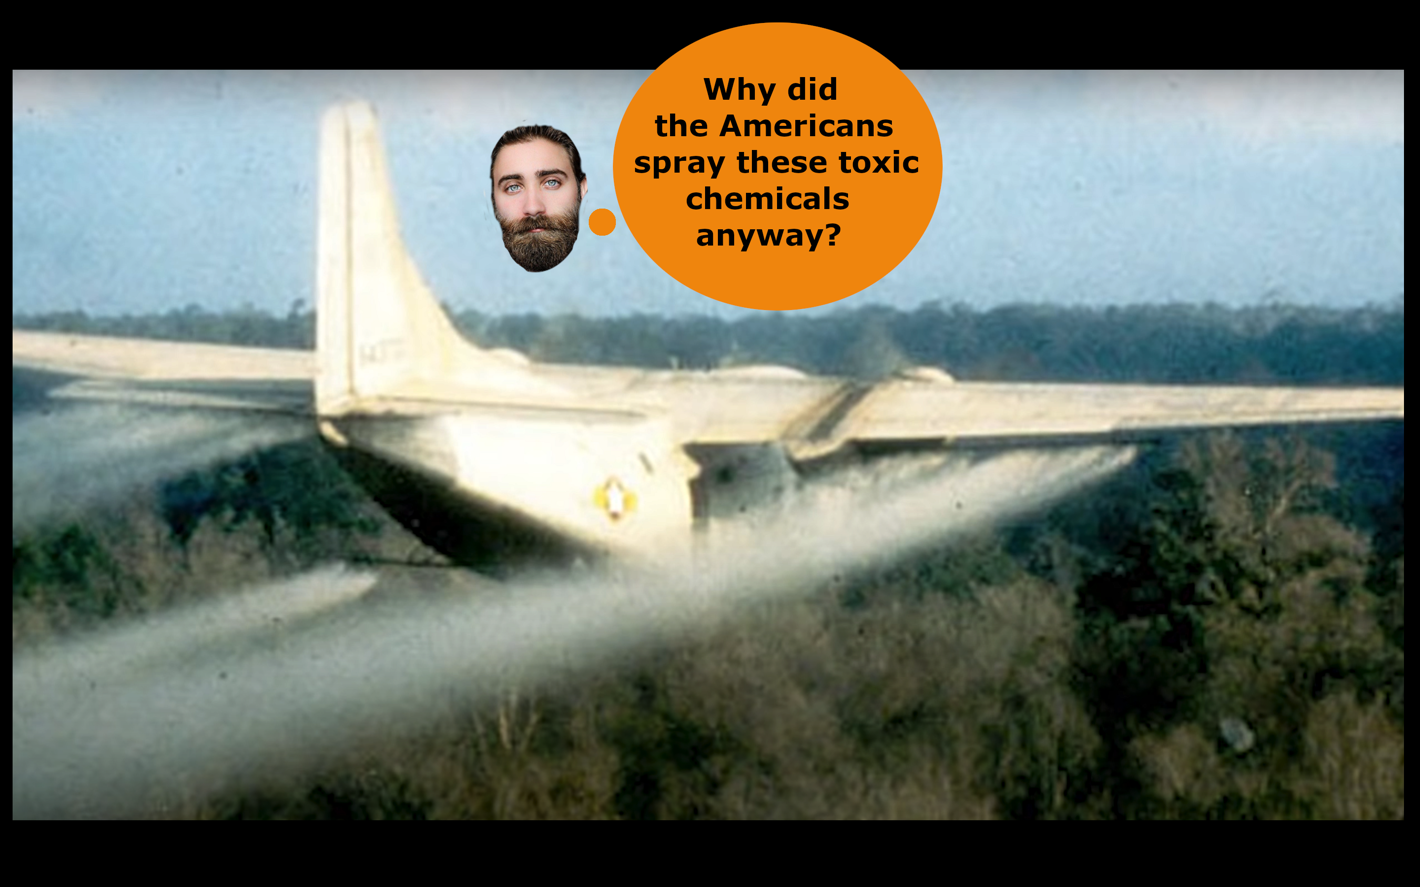 Why did
the Americans
spray these toxic
chemicals
anyway?